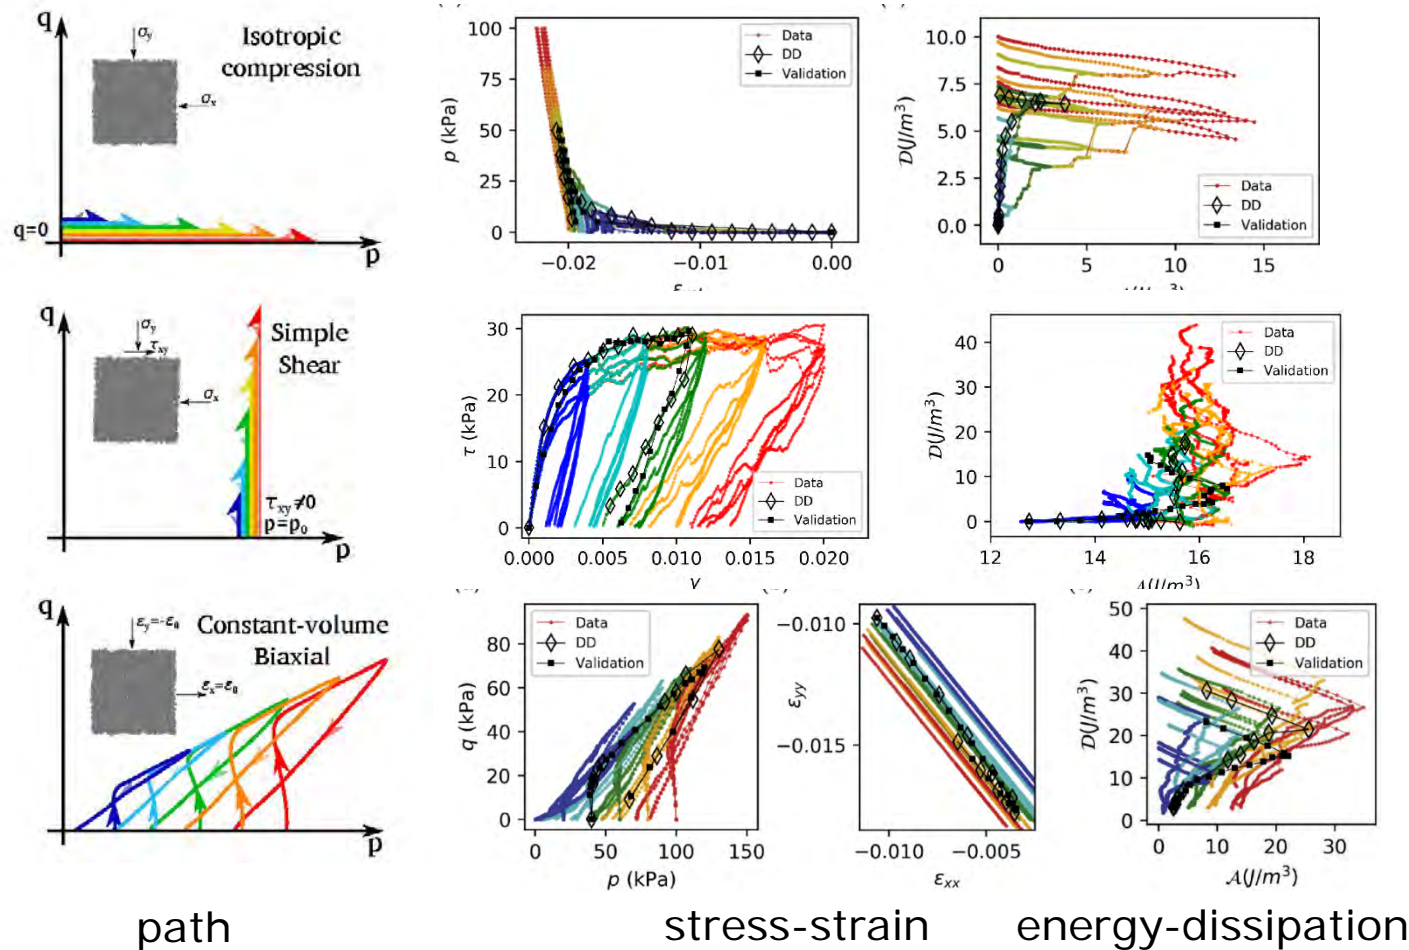 q
σy
Isotropic
compression
σx
q=0
p
100
75
50
25
0
p (kPa)
Data
DD
Validation
−0.02
−0.01
0.00
10.0
7.5
5.0
2.5
0.0
𝒟(J/m³)
Data
DD
Validation
0
5
10
15
q
σy
τxy
Simple
Shear
σx
τxy≠0
p=p0
p
30
20
10
0
τ (kPa)
Data
DD
Validation
0.000
0.005
0.010
0.015
0.020
γ
40
30
20
10
0
𝒟(J/m³)
Data
DD
Validation
12
14
16
18
𝒜(J/m³)
q
εy=-ε0
Constant-volume
Biaxial
εx=ε0
p
80
60
40
20
0
q (kPa)
Data
DD
Validation
0
50
100
150
p (kPa)
−0.010
−0.015
εyy
−0.010
−0.005
εxx
50
40
30
20
10
0
𝒟(J/m³)
Data
DD
Validation
0
10
20
30
𝒜(J/m³)
path
stress-strain
energy-dissipation